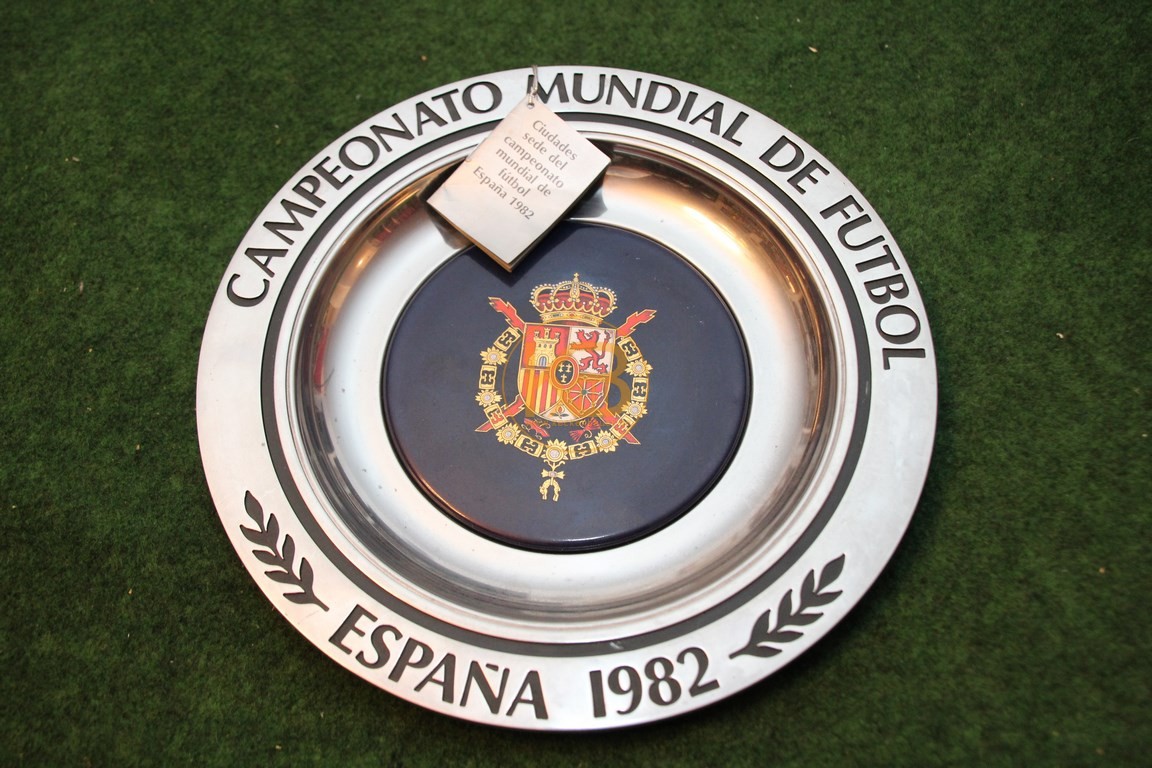 CAMPEONATO MUNDIAL DE FUTBOL
Ciudades
sede del
campeonato
mundial de
fútbol
España 1982
ESPAÑA 1982